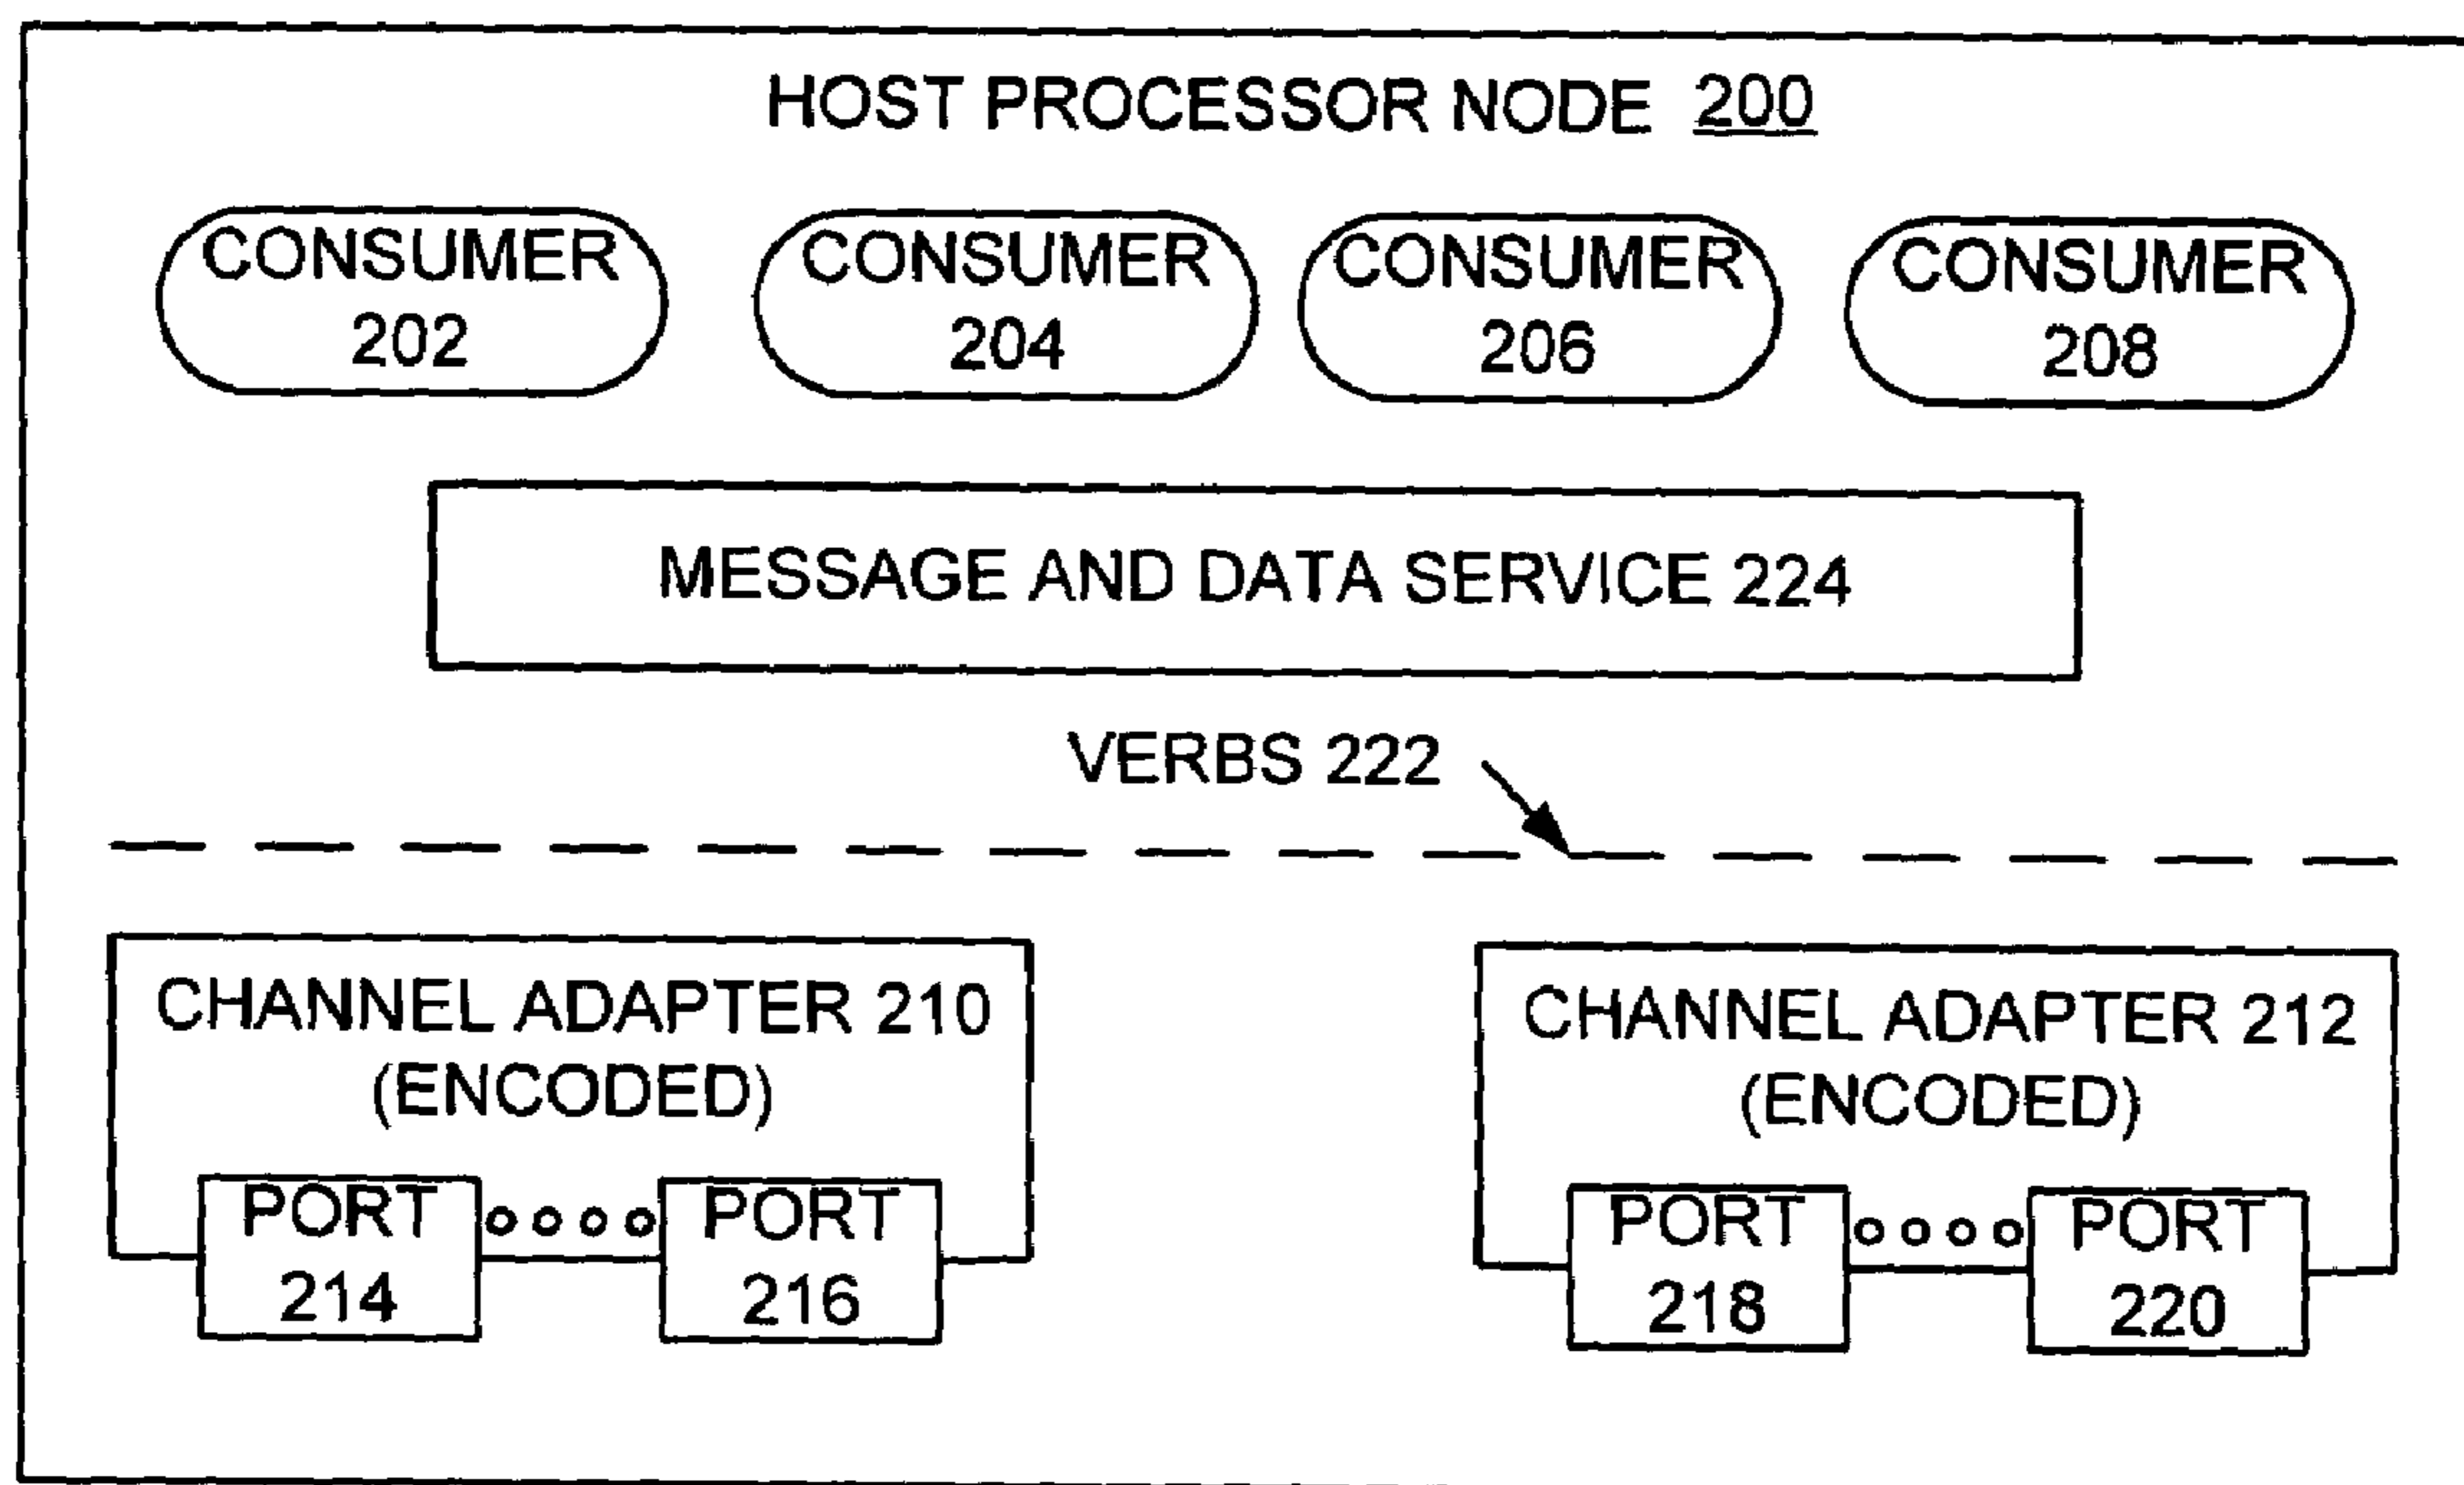 HOST PROCESSOR NODE 200
CONSUMER
202
CONSUMER
204
CONSUMER
206
CONSUMER
208
MESSAGE AND DATA SERVICE 224
VERBS 222
CHANNEL ADAPTER 210
(ENCODED)
PORT
214
PORT
216
CHANNEL ADAPTER 212
(ENCODED)
PORT
218
PORT
220